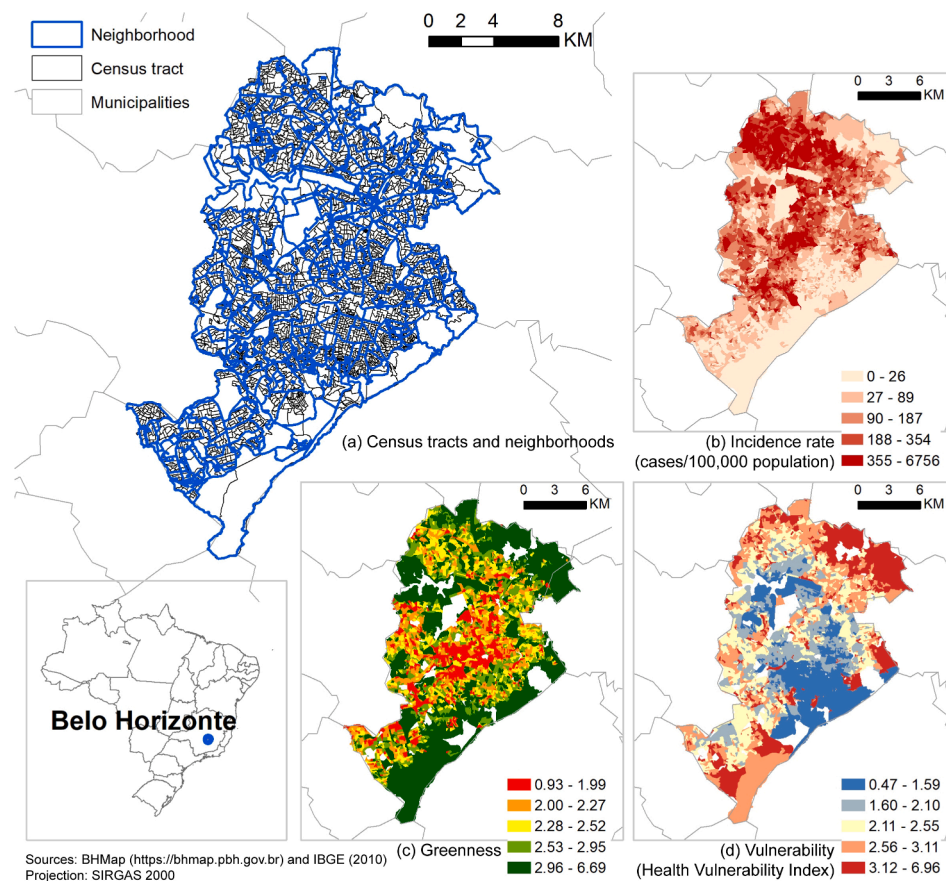 Neighborhood
Census tract
Municipalities
0 2 4 8
KM
(a) Census tracts and neighborhoods
0 3 6
KM
0 - 26
27 - 89
90 - 187
188 - 354
355 - 6756
(b) Incidence rate
(cases/100,000 population)
0 3 6
KM
0.93 - 1.99
2.00 - 2.27
2.28 - 2.52
2.53 - 2.95
2.96 - 6.69
(c) Greenness
0 3 6
KM
0.47 - 1.59
1.60 - 2.10
2.11 - 2.55
2.56 - 3.11
3.12 - 6.96
(d) Vulnerability
(Health Vulnerability Index)
Belo Horizonte
Sources: BHMap (https://bhmap.pbh.gov.br) and IBGE (2010)
Projection: SIRGAS 2000